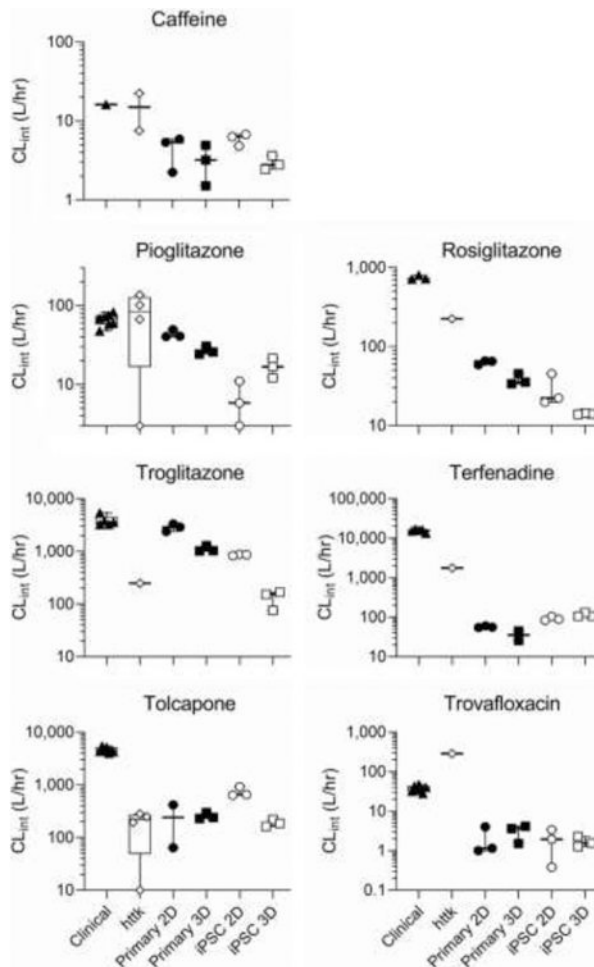 Caffeine
CLint (L/hr)
100
10
1
Pioglitazone
CLint (L/hr)
100
10
Rosiglitazone
CLint (L/hr)
1,000
100
10
Troglitazone
CLint (L/hr)
10,000
1,000
100
10
Terfenadine
CLint (L/hr)
100,000
10,000
1,000
100
10
Tolcapone
CLint (L/hr)
10,000
1,000
100
10
Clinical
httk
Primary 2D
Primary 3D
iPSC 2D
iPSC 3D
Trovafloxacin
CLint (L/hr)
1,000
100
10
1
0.1
Clinical
httk
Primary 2D
Primary 3D
iPSC 2D
iPSC 3D